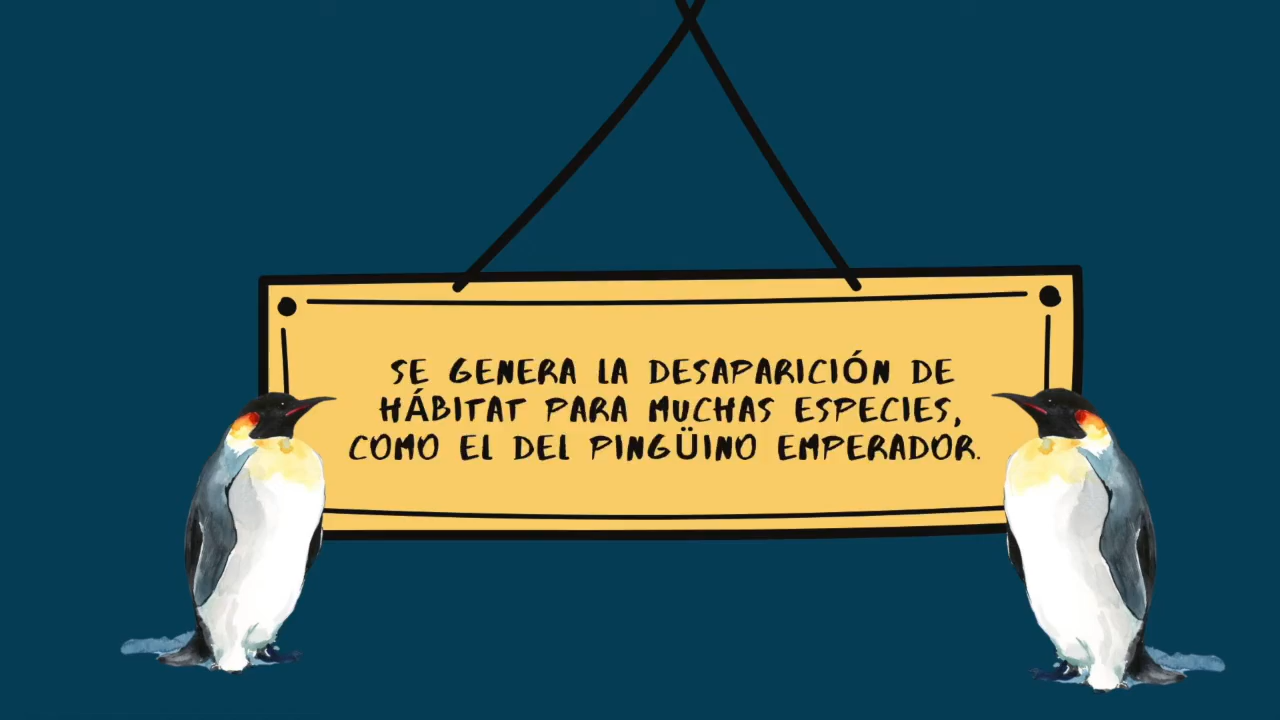 SE GENERA LA DESAPARICIÓN DE
HÁBITAT PARA MUCHAS ESPECIES,
COMO EL DEL PINGÜINO EMPERADOR.